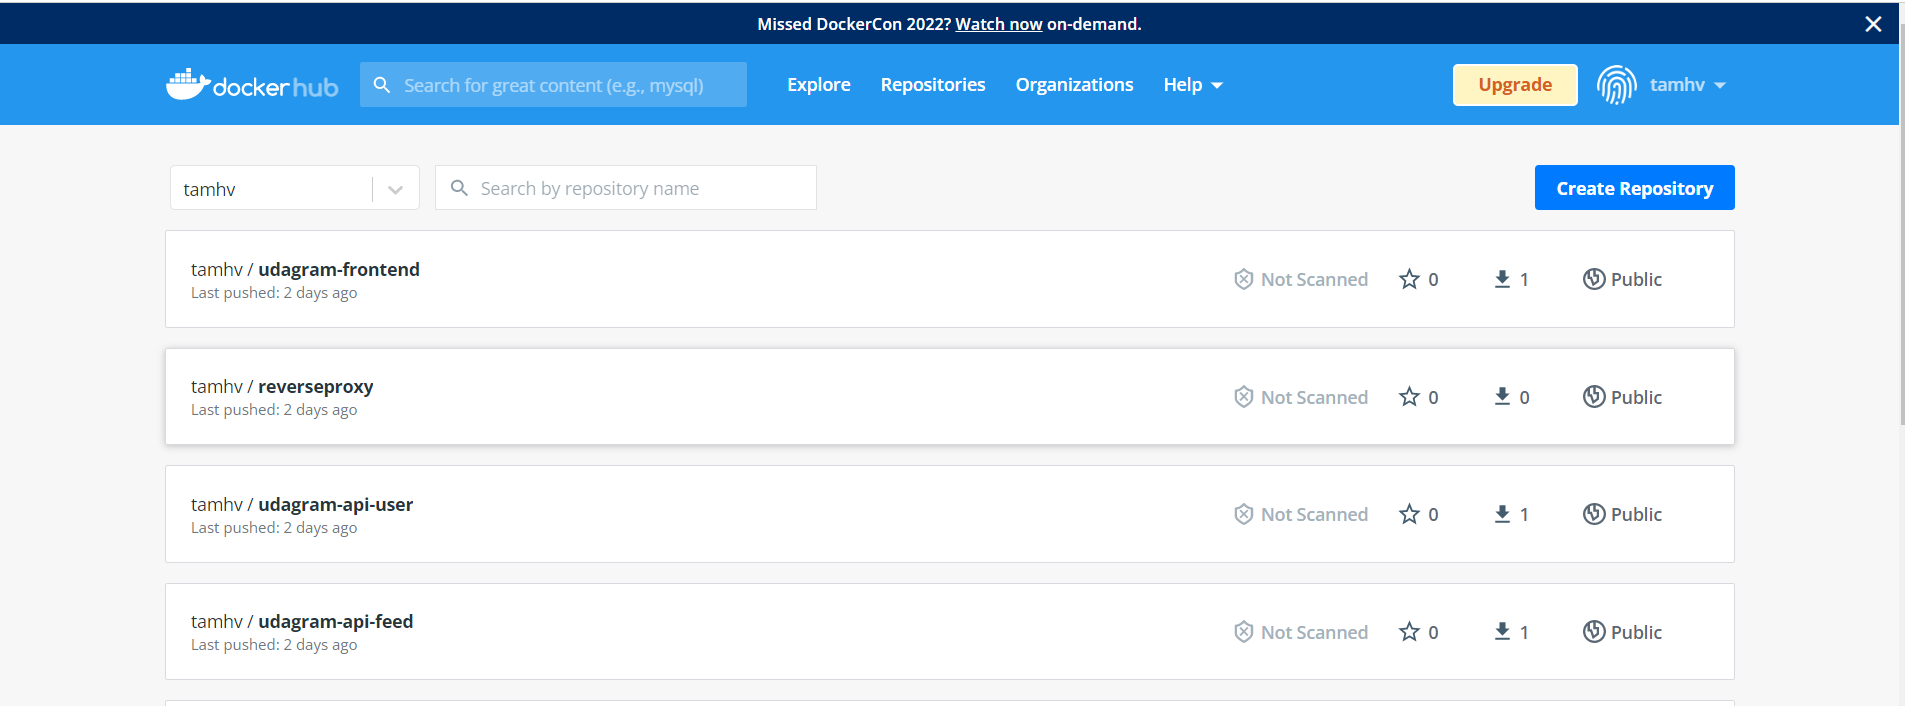 Missed DockerCon 2022? Watch now on-demand.
dockerhub Search for great content (e.g., mysql) Explore Repositories Organizations Help Upgrade tamhv
tamhv Search by repository name Create Repository
tamhv / udagram-frontend
Last pushed: 2 days ago
Not Scanned 0 1 Public
tamhv / reverseproxy
Last pushed: 2 days ago
Not Scanned 0 0 Public
tamhv / udagram-api-user
Last pushed: 2 days ago
Not Scanned 0 1 Public
tamhv / udagram-api-feed
Last pushed: 2 days ago
Not Scanned 0 1 Public